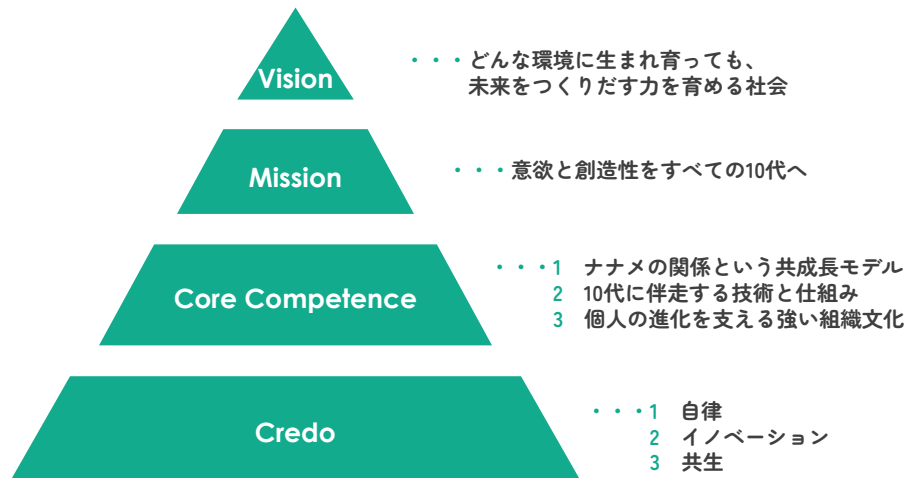 Vision
・・・どんな環境に生まれ育っても、
未来をつくりだす力を育める社会
Mission
・・・意欲と創造性をすべての10代へ
Core Competence
・・・1 ナナメの関係という共成長モデル
2 10代に伴走する技術と仕組み
3 個人の進化を支える強い組織文化
Credo
・・・1 自律
2 イノベーション
3 共生